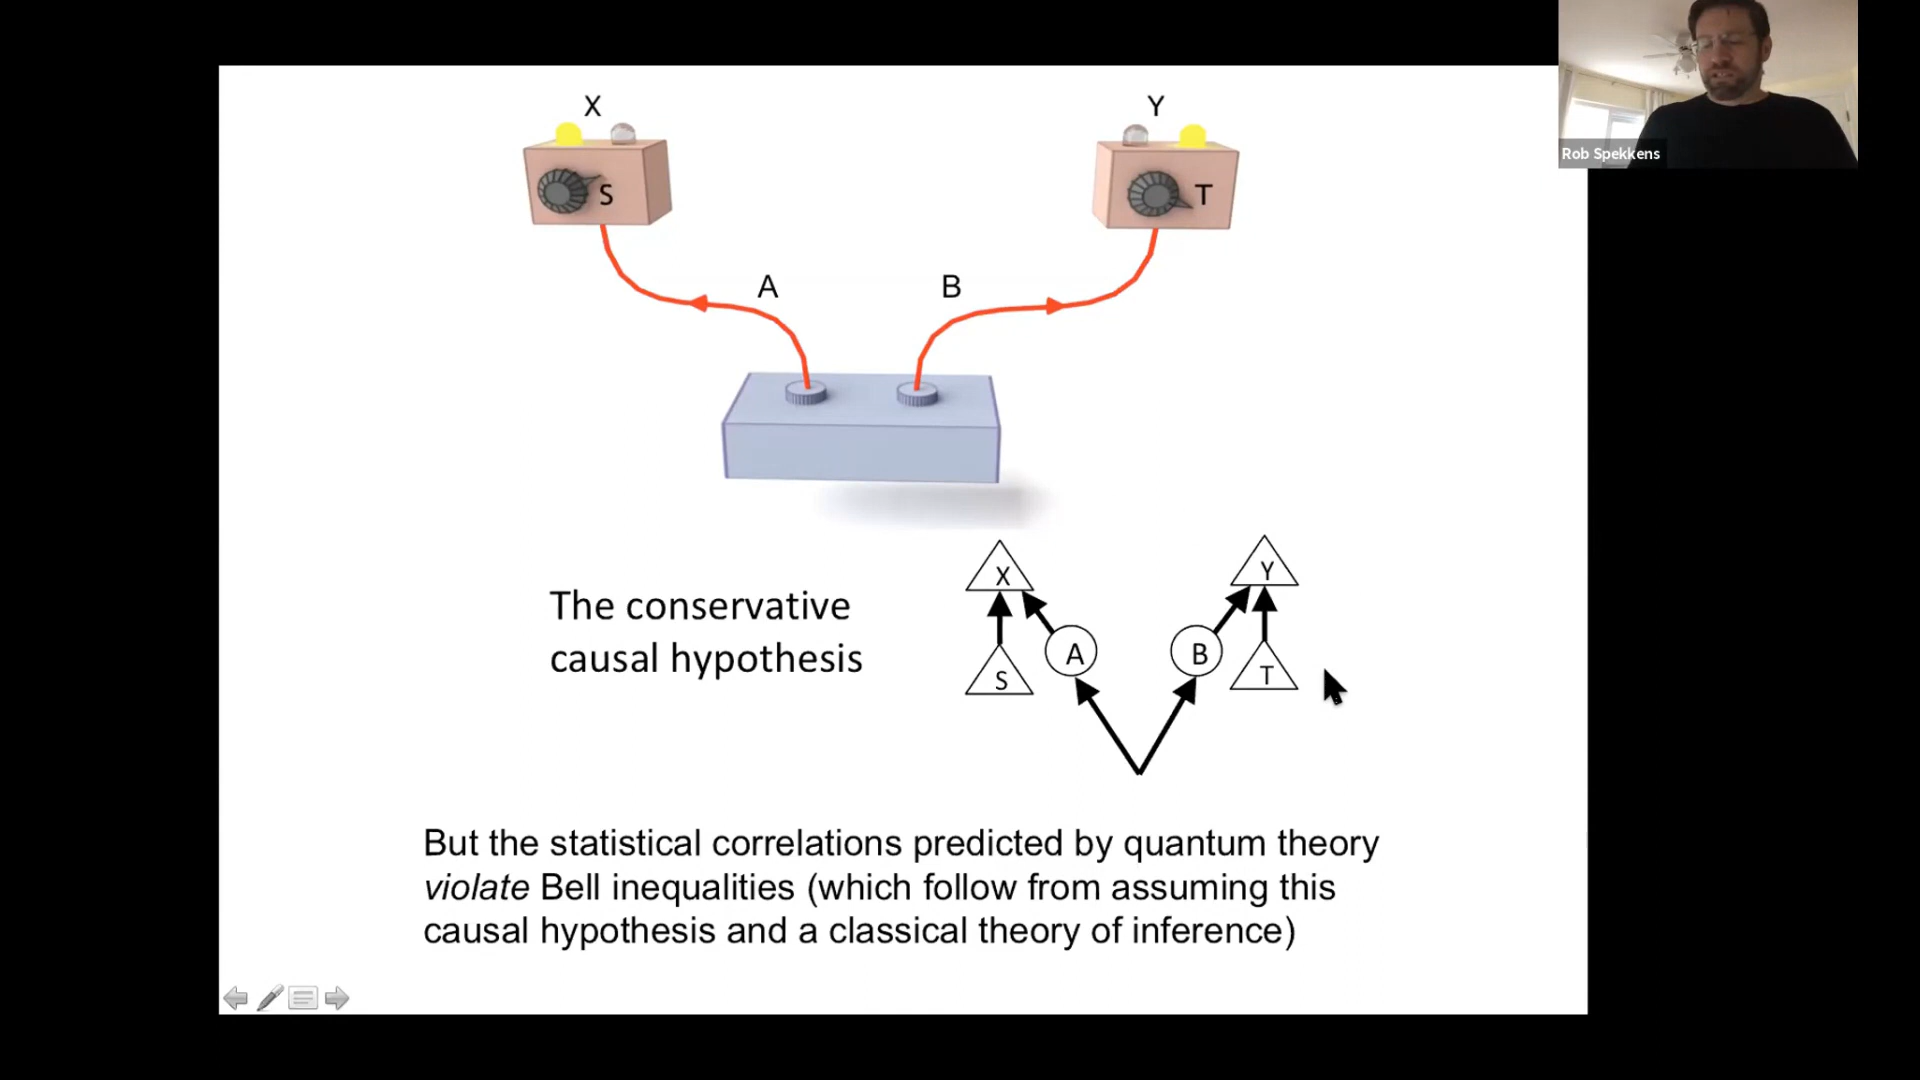 X
Y
Rob Spekkens
S
T
A
B
X
Y
The conservative
causal hypothesis
A
B
S
T
But the statistical correlations predicted by quantum theory
violate Bell inequalities (which follow from assuming this
causal hypothesis and a classical theory of inference)